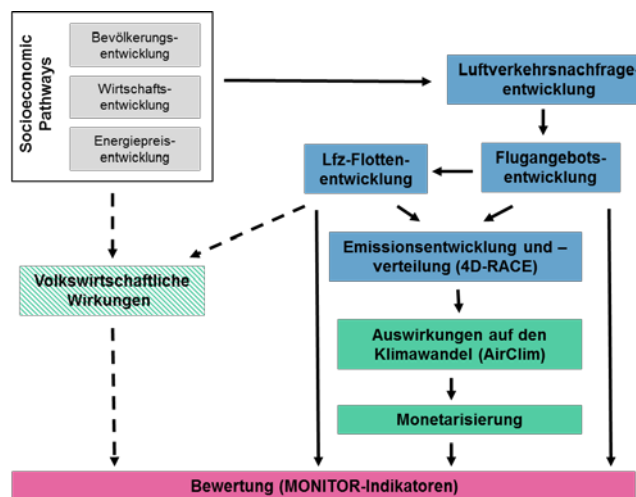 Socioeconomic
Pathways
Bevölkerungs-
entwicklung
Wirtschafts-
entwicklung
Energiepreis-
entwicklung
Luftverkehrsnachfrage-
entwicklung
Lfz-Flotten-
entwicklung
Flugangebots-
entwicklung
Emissionsentwicklung und –
verteilung (4D-RACE)
Volkswirtschaftliche
Wirkungen
Auswirkungen auf den
Klimawandel (AirClim)
Monetarisierung
Bewertung (MONITOR-Indikatoren)